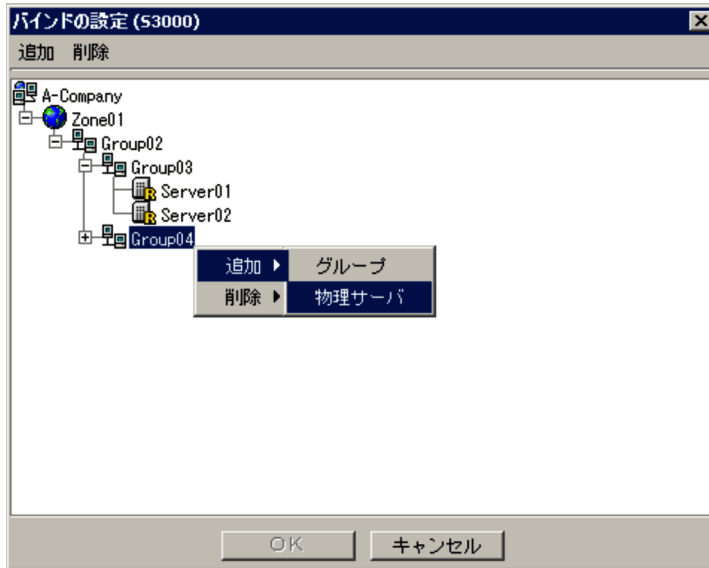 バインドの設定 (S3000)
追加 削除
A-Company
Zone01
Group02
Group03
Server01
Server02
Group04
追加 グループ
削除 物理サーバ
OK キャンセル